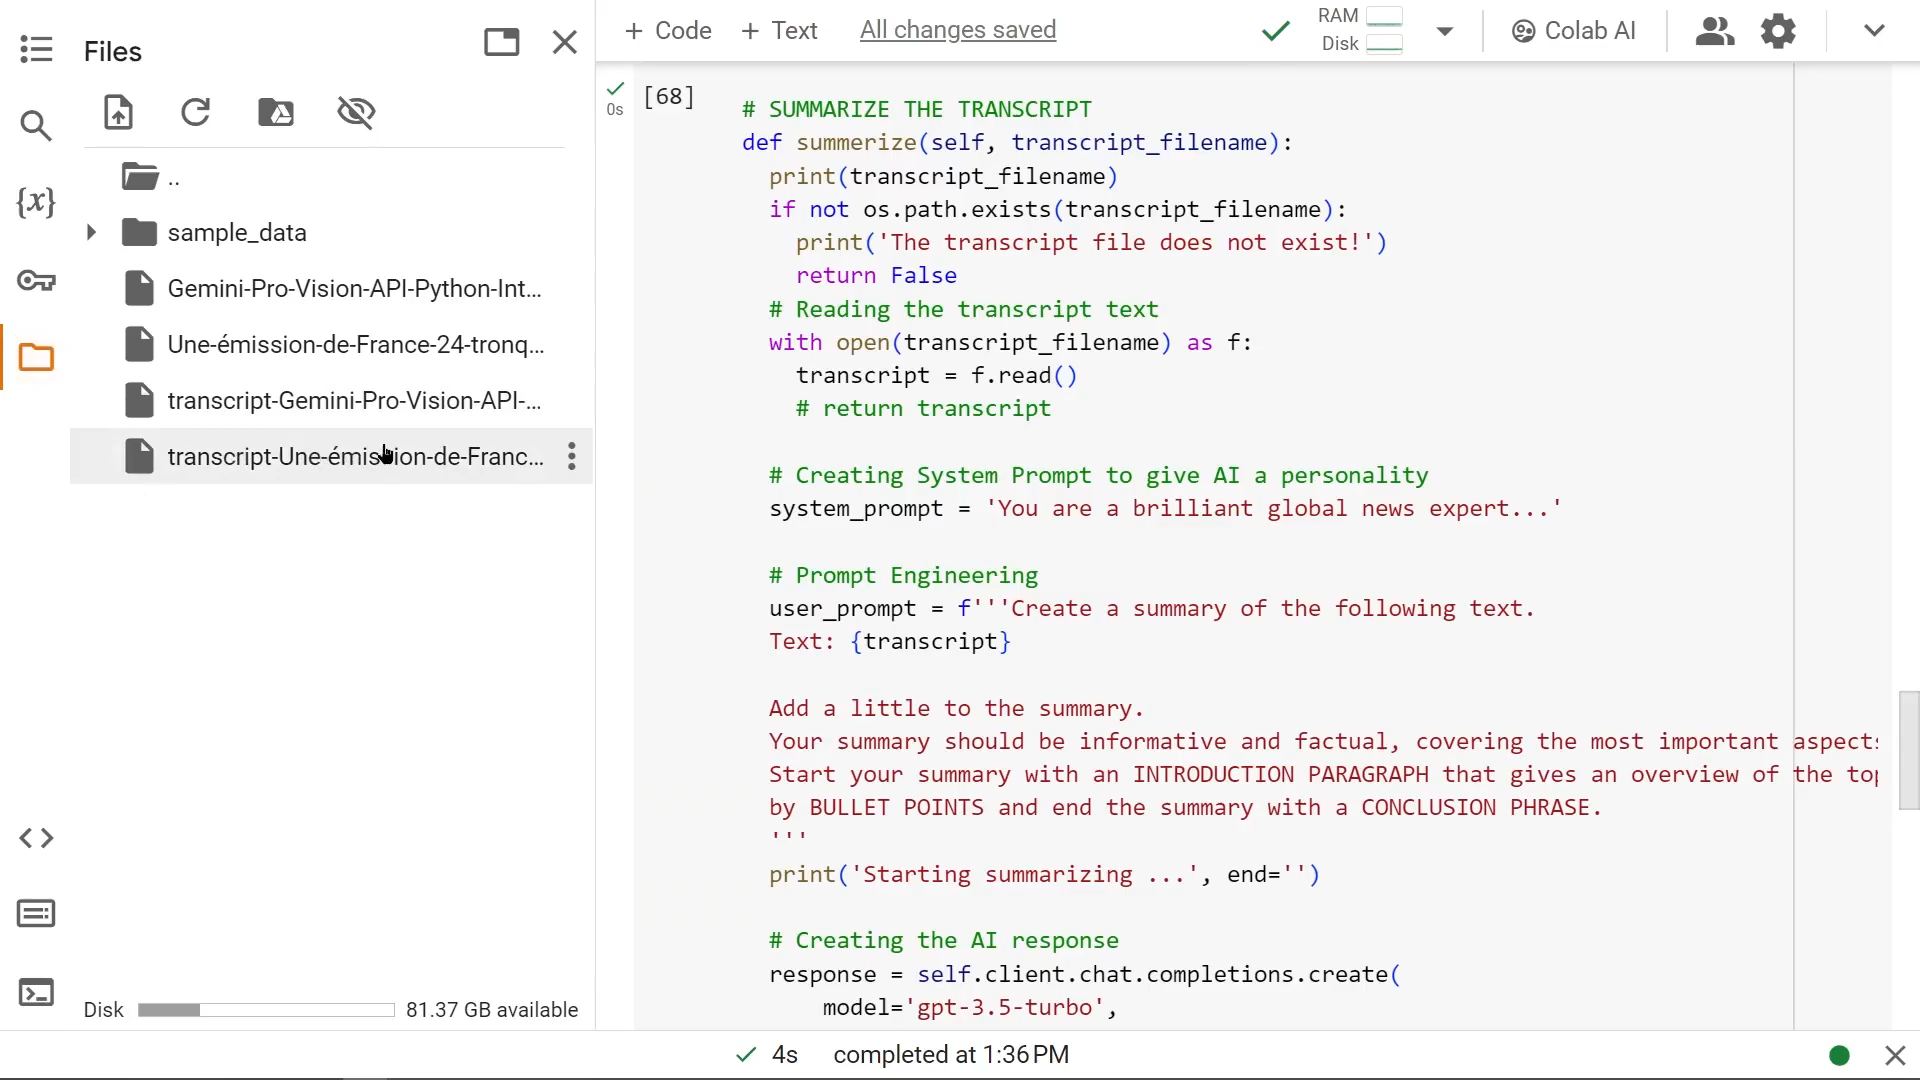 Files
..
sample_data
Gemini-Pro-Vision-API-Python-Int...
Une-émission-de-France-24-tronq...
transcript-Gemini-Pro-Vision-API-...
transcript-Une-émission-de-Franc...
Disk 81.37 GB available
+ Code + Text All changes saved
RAM
Disk
Colab AI
{x}
0s
[68]
# SUMMARIZE THE TRANSCRIPT
def summerize(self, transcript_filename):
print(transcript_filename)
if not os.path.exists(transcript_filename):
print('The transcript file does not exist!')
return False
# Reading the transcript text
with open(transcript_filename) as f:
transcript = f.read()
# return transcript
# Creating System Prompt to give AI a personality
system_prompt = 'You are a brilliant global news expert...'
# Prompt Engineering
user_prompt = f'''Create a summary of the following text.
Text: {transcript}
Add a little to the summary.
Your summary should be informative and factual, covering the most important aspects
Start your summary with an INTRODUCTION PARAGRAPH that gives an overview of the
by BULLET POINTS and end the summary with a CONCLUSION PHRASE.
'''
print('Starting summarizing ...', end='')
# Creating the AI response
response = self.client.chat.completions.create(
model='gpt-3.5-turbo',
4s completed at 1:36 PM